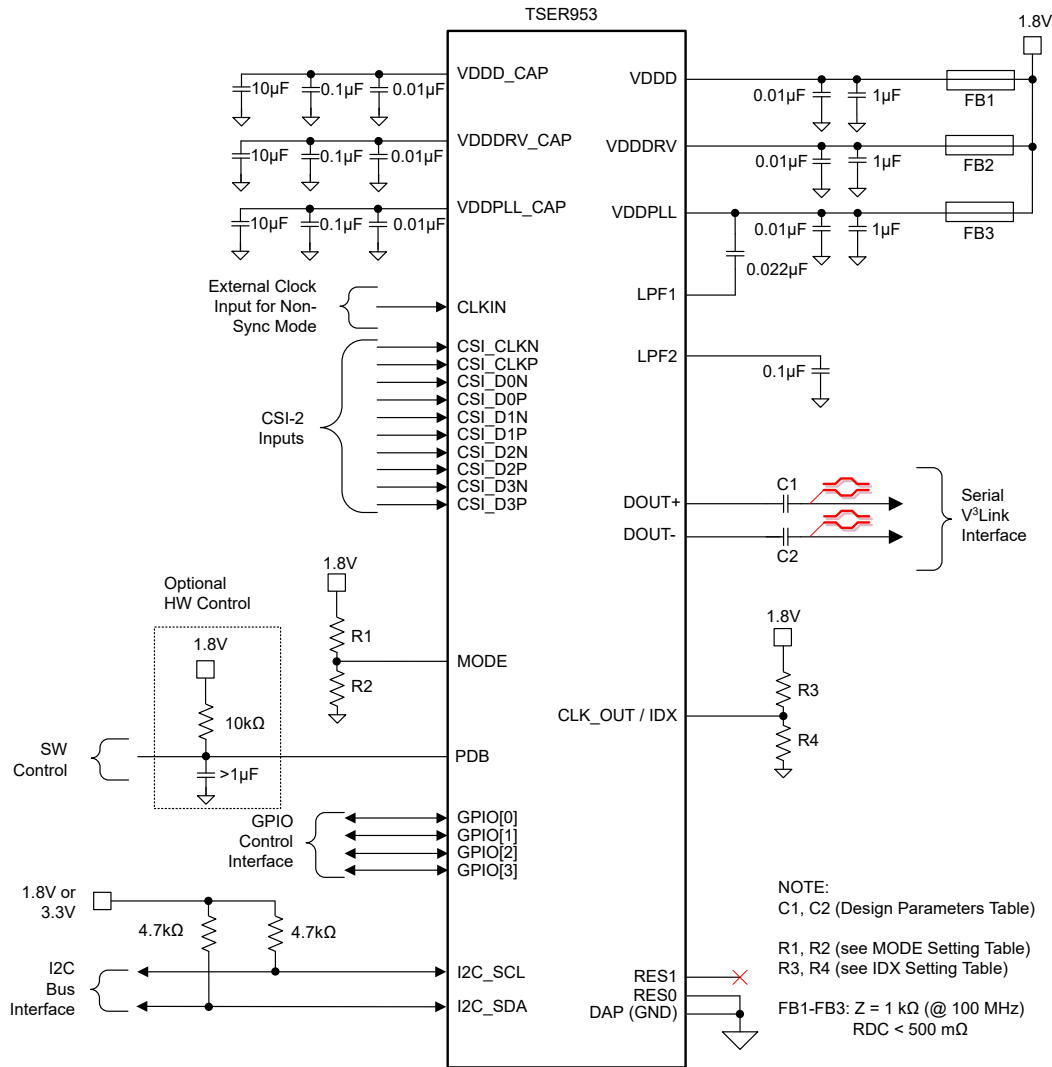 TSER953
1.8V
VDDD_CAP
10µF
0.1µF
0.01µF
VDDDRV_CAP
10µF
0.1µF
0.01µF
VDDPLL_CAP
10µF
0.1µF
0.01µF
External Clock
Input for Non-
Sync Mode
CLKIN
CSI-2
Inputs
CSI_CLKN
CSI_CLKP
CSI_D0N
CSI_D0P
CSI_D1N
CSI_D1P
CSI_D2N
CSI_D2P
CSI_D3N
CSI_D3P
1.8V
R1
R2
MODE
Optional
HW Control
1.8V
10kΩ
>1µF
SW
Control
PDB
GPIO
Control
Interface
GPIO[0]
GPIO[1]
GPIO[2]
GPIO[3]
1.8V or
3.3V
4.7kΩ
4.7kΩ
I2C
Bus
Interface
I2C_SCL
I2C_SDA
VDDD
0.01µF
1µF
FB1
VDDDRV
0.01µF
1µF
FB2
VDDPLL
0.01µF
1µF
FB3
0.022µF
LPF1
LPF2
0.1µF
DOUT+
C1
DOUT-
C2
Serial
V³Link
Interface
1.8V
R3
R4
CLK_OUT / IDX
RES1
RES0
DAP (GND)
NOTE:
C1, C2 (Design Parameters Table)
R1, R2 (see MODE Setting Table)
R3, R4 (see IDX Setting Table)
FB1-FB3: Z = 1 kΩ (@ 100 MHz)
RDC < 500 mΩ